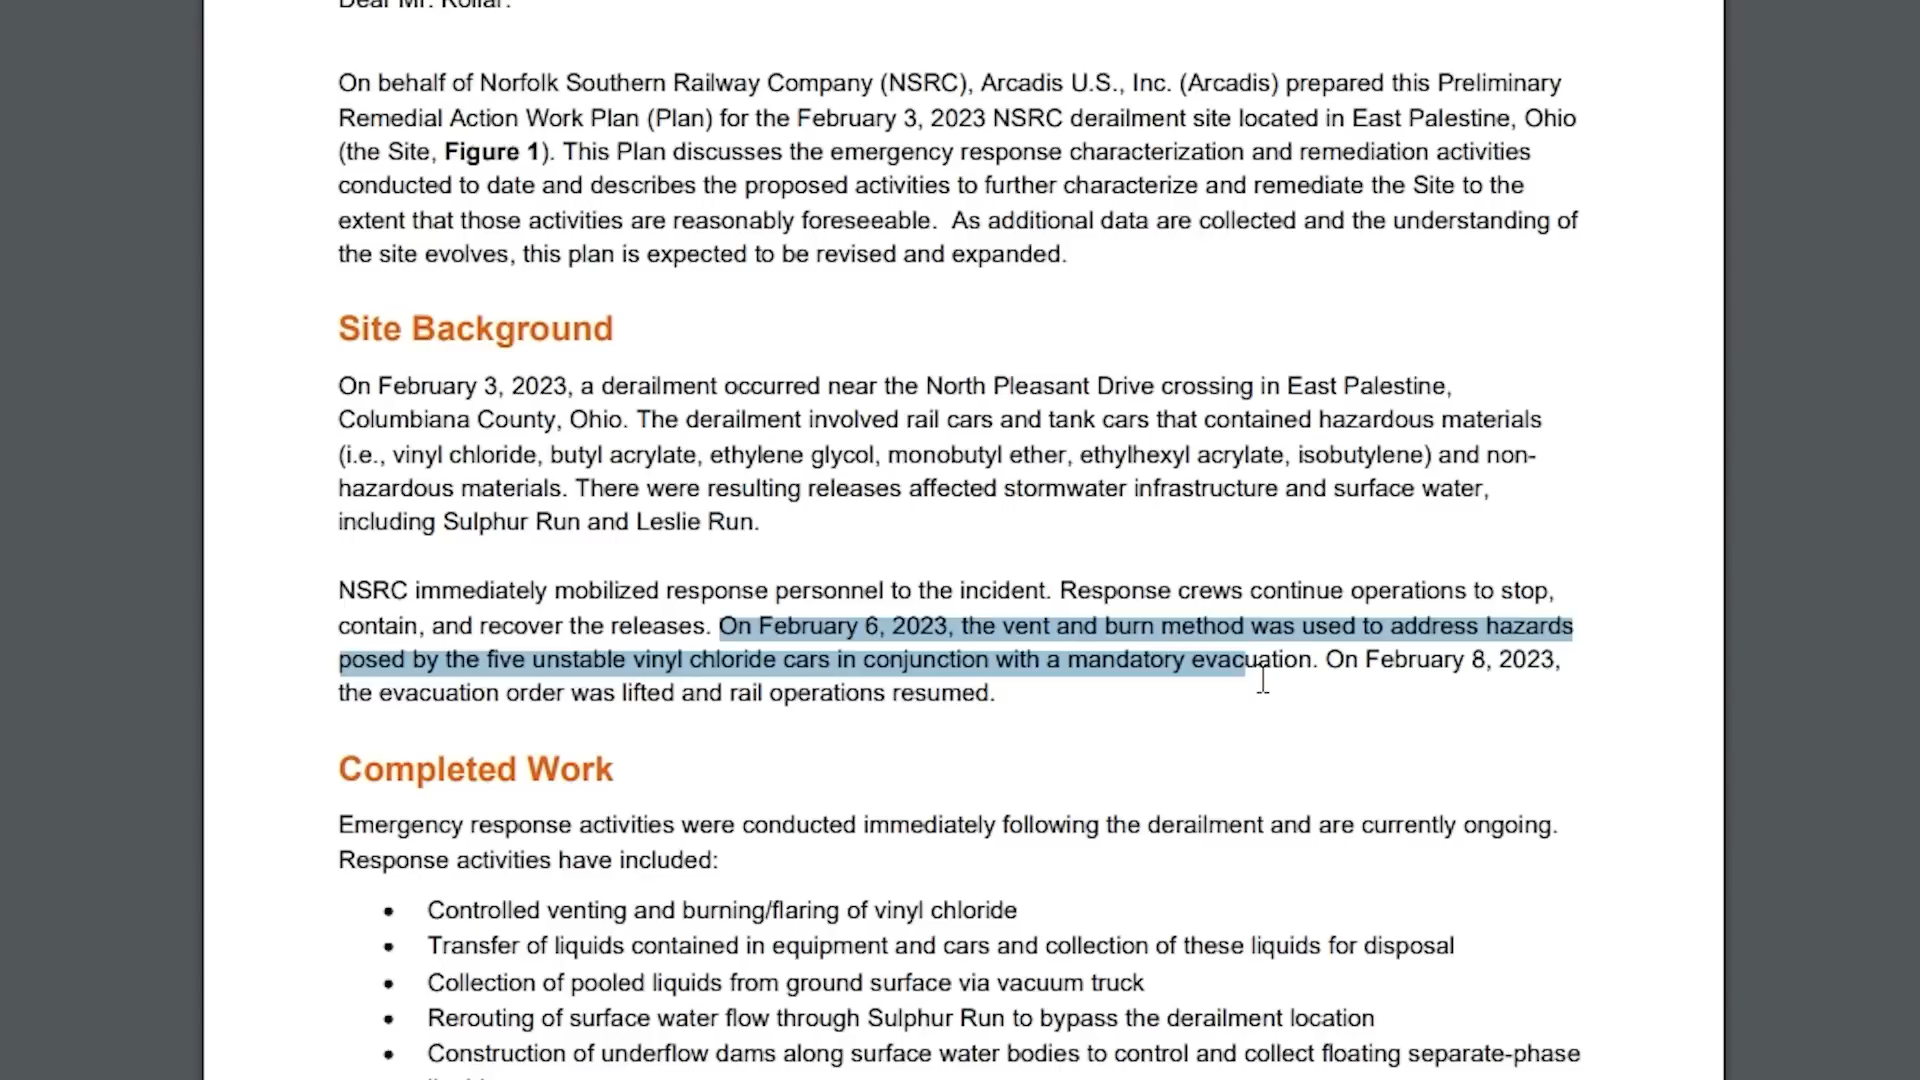 Dear Mr. Kollar:
On behalf of Norfolk Southern Railway Company (NSRC), Arcadis U.S., Inc. (Arcadis) prepared this Preliminary
Remedial Action Work Plan (Plan) for the February 3, 2023 NSRC derailment site located in East Palestine, Ohio
(the Site, Figure 1). This Plan discusses the emergency response characterization and remediation activities
conducted to date and describes the proposed activities to further characterize and remediate the Site to the
extent that those activities are reasonably foreseeable.  As additional data are collected and the understanding of
the site evolves, this plan is expected to be revised and expanded.
Site Background
On February 3, 2023, a derailment occurred near the North Pleasant Drive crossing in East Palestine,
Columbiana County, Ohio. The derailment involved rail cars and tank cars that contained hazardous materials
(i.e., vinyl chloride, butyl acrylate, ethylene glycol, monobutyl ether, ethylhexyl acrylate, isobutylene) and non-
hazardous materials. There were resulting releases affected stormwater infrastructure and surface water,
including Sulphur Run and Leslie Run.
NSRC immediately mobilized response personnel to the incident. Response crews continue operations to stop,
contain, and recover the releases. On February 6, 2023, the vent and burn method was used to address hazards
posed by the five unstable vinyl chloride cars in conjunction with a mandatory evacuation. On February 8, 2023,
the evacuation order was lifted and rail operations resumed.
Completed Work
Emergency response activities were conducted immediately following the derailment and are currently ongoing.
Response activities have included:
• Controlled venting and burning/flaring of vinyl chloride
• Transfer of liquids contained in equipment and cars and collection of these liquids for disposal
• Collection of pooled liquids from ground surface via vacuum truck
• Rerouting of surface water flow through Sulphur Run to bypass the derailment location
• Construction of underflow dams along surface water bodies to control and collect floating separate-phase